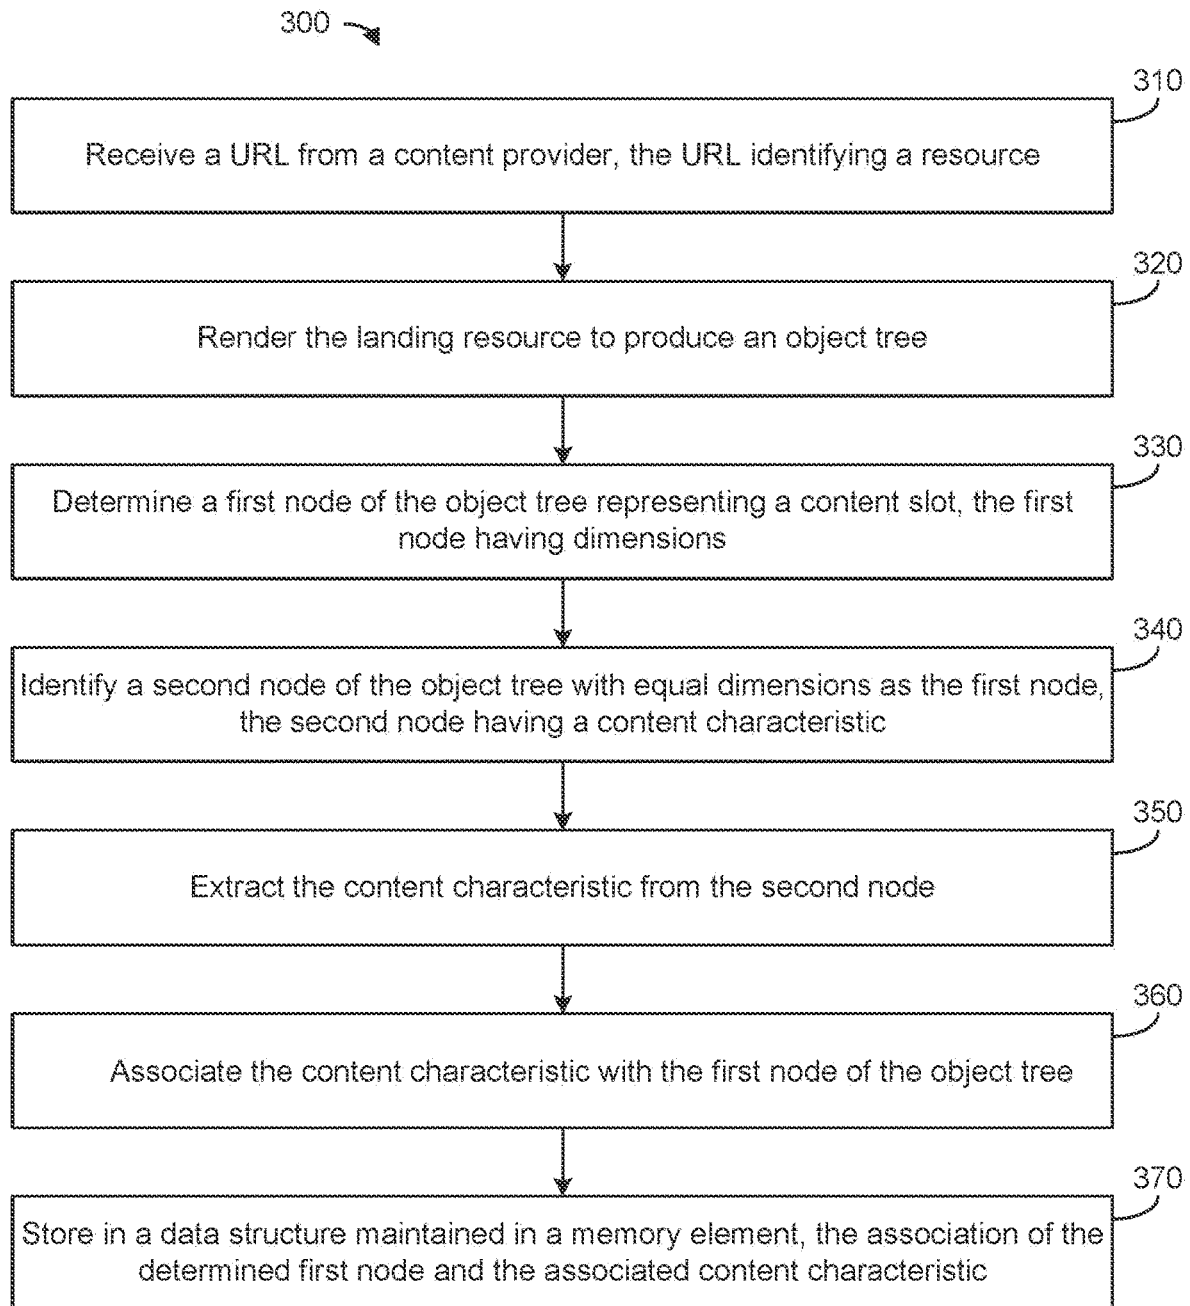 300
310
Receive a URL from a content provider, the URL identifying a resource
320
Render the landing resource to produce an object tree
330
Determine a first node of the object tree representing a content slot, the first
node having dimensions
340
Identify a second node of the object tree with equal dimensions as the first node,
the second node having a content characteristic
350
Extract the content characteristic from the second node
360
Associate the content characteristic with the first node of the object tree
370
Store in a data structure maintained in a memory element, the association of the
determined first node and the associated content characteristic